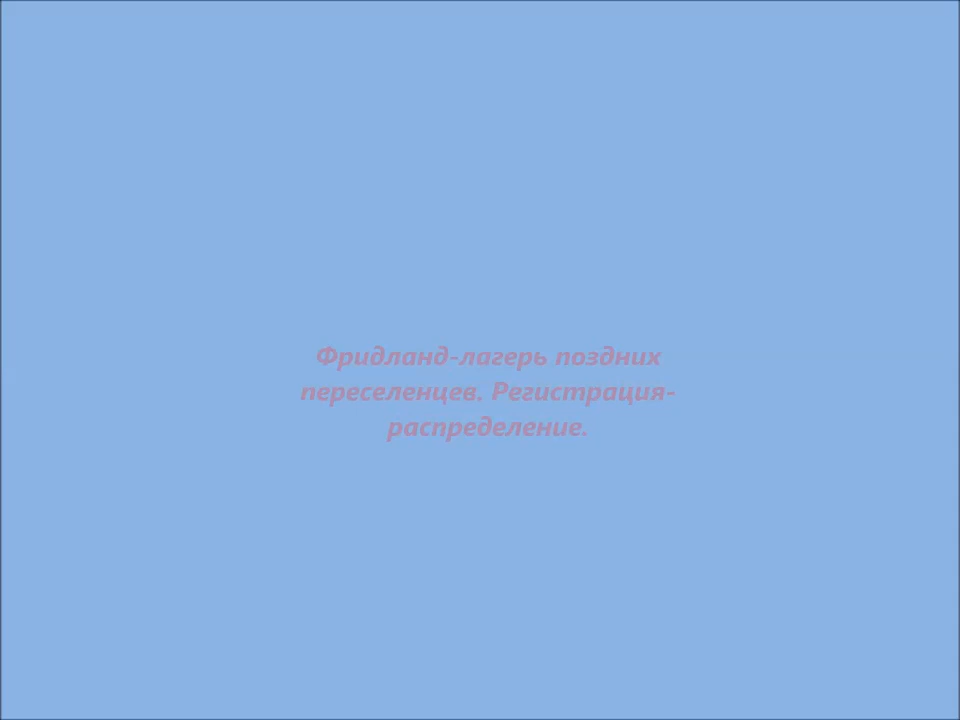 Фридланд-лагерь поздних
переселенцев. Регистрация-
распределение.